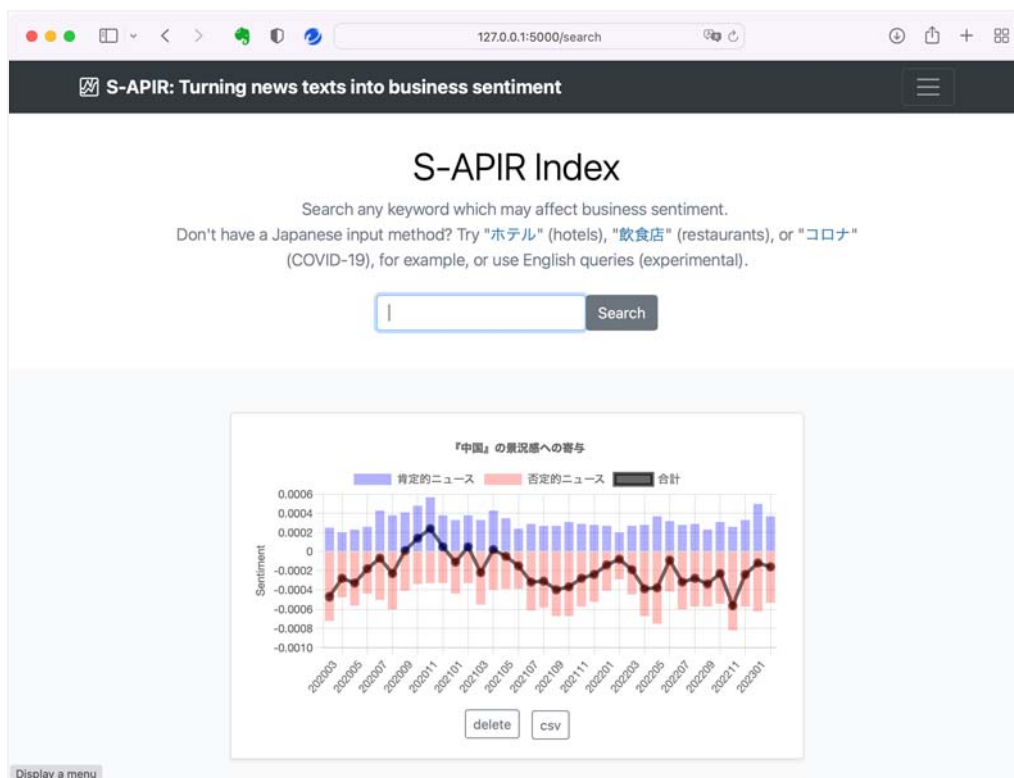 127.0.0.1:5000/search
S-APIR: Turning news texts into business sentiment
S-APIR Index
Search any keyword which may affect business sentiment.
Don't have a Japanese input method? Try "ホテル" (hotels), "飲食店" (restaurants), or "コロナ"
(COVID-19), for example, or use English queries (experimental).
Search
『中国』の景況感への寄与
肯定的ニュース 否定的ニュース 合計
0.0006
0.0004
0.0002
0
-0.0002
-0.0004
-0.0006
-0.0008
-0.0010
Sentiment
202003 202005 202007 202009 202011 202101 202103 202105 202107 202109 202111 202201 202203 202205 202207 202209 202211 202301
delete csv
Display a menu